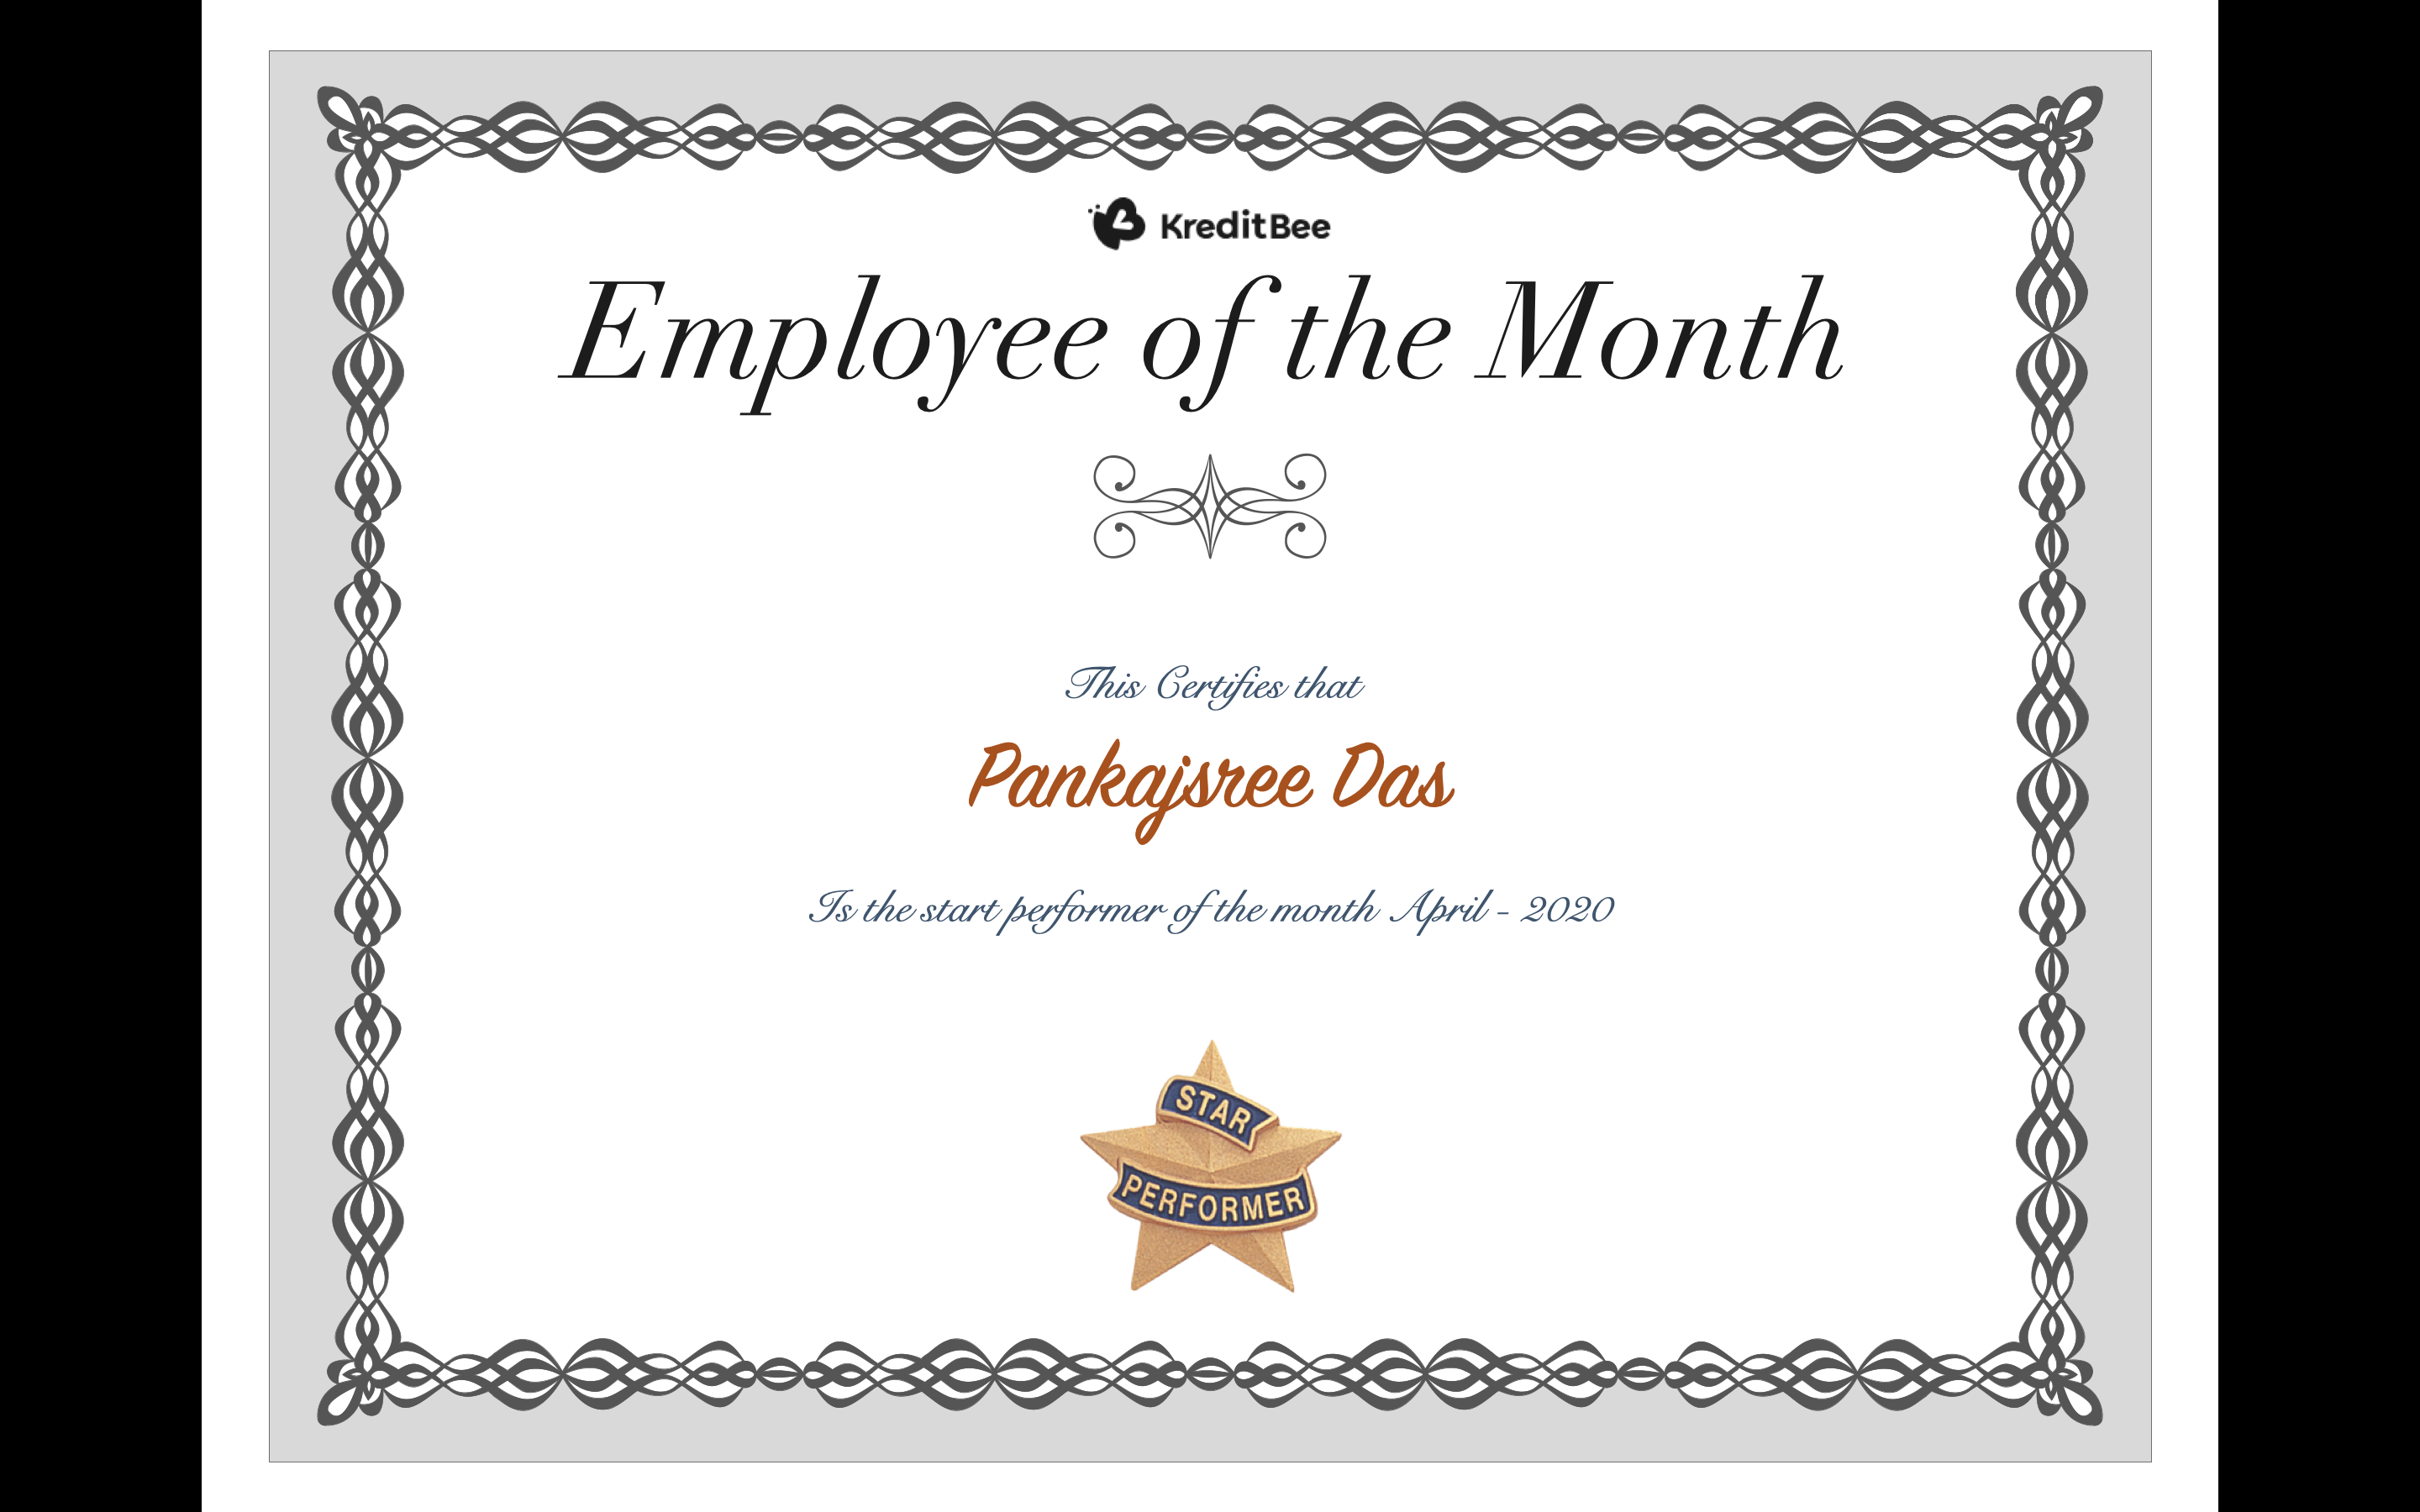 KreditBee
Employee of the Month
This Certifies that
Pankajsree Das
Is the start performer of the month April - 2020
STAR
PERFORMER